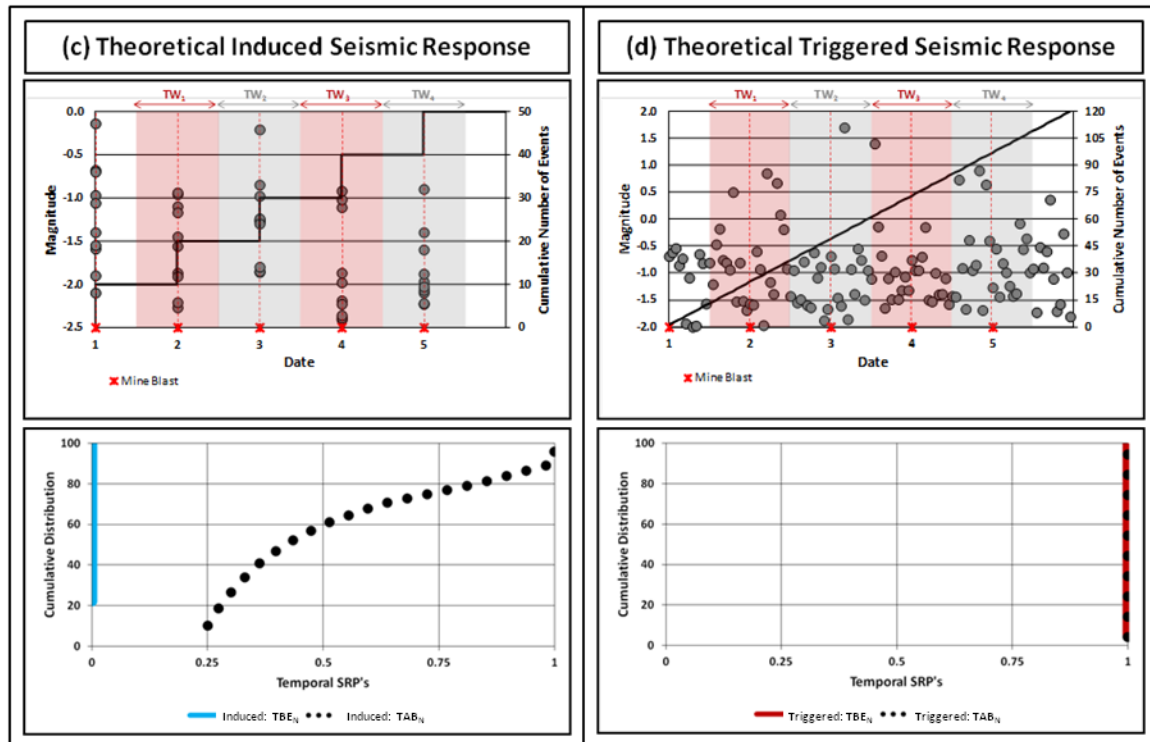 (c) Theoretical Induced Seismic Response
TW1 TW2 TW3 TW4
0.0
-0.5
-1.0
-1.5
-2.0
-2.5
Magnitude
50
40
30
20
10
0
Cumulative Number of Events
1 2 3 4 5
Date
Mine Blast
100
80
60
40
20
0
Cumulative Distribution
0 0.25 0.5 0.75 1
Temporal SRP's
Induced: TBEN Induced: TABN
(d) Theoretical Triggered Seismic Response
TW1 TW2 TW3 TW4
2.0
1.5
1.0
0.5
0.0
-0.5
-1.0
-1.5
-2.0
Magnitude
120
105
90
75
60
45
30
15
0
Cumulative Number of Events
1 2 3 4 5
Date
Mine Blast
100
80
60
40
20
0
Cumulative Distribution
0 0.25 0.5 0.75 1
Temporal SRP's
Triggered: TBEN Triggered: TABN